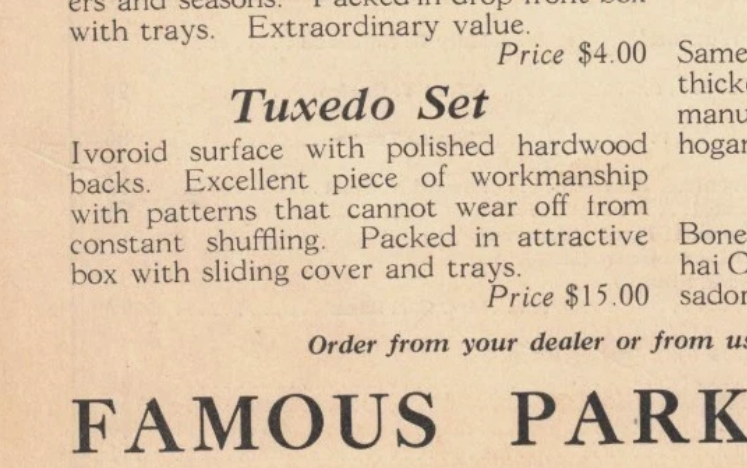 with trays. Extraordinary value.
Price $4.00
Tuxedo Set
Ivoroid surface with polished hardwood
backs. Excellent piece of workmanship
with patterns that cannot wear off from
constant shuffling. Packed in attractive
box with sliding cover and trays.
Price $15.00
Same
thick
manu
hogan
Bone
hai C
sador
Order from your dealer or from us
FAMOUS PARK